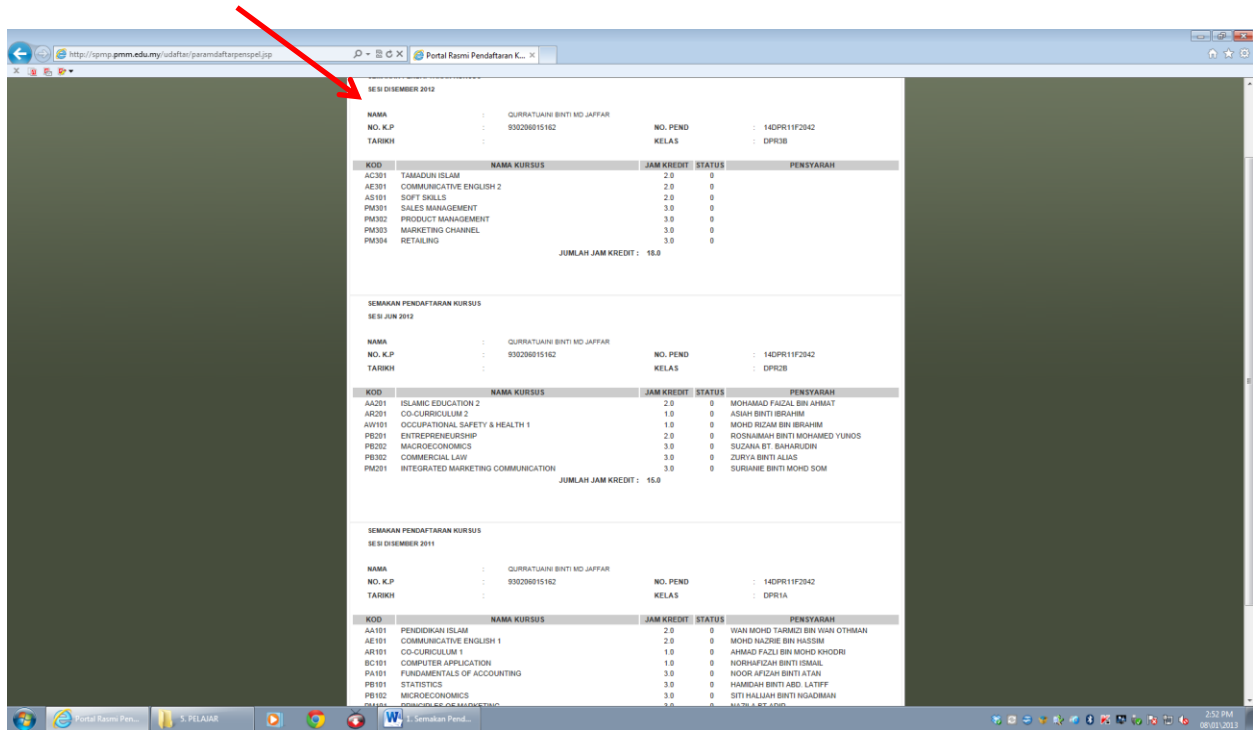 http://spmp.pmm.edu.my/udaftar/paramdaftarpenspel.jsp
Portal Rasmi Pendaftaran K...
SESI DISEMBER 2012
NAMA : QURRATUAINI BINTI MD JAFFAR
NO. K.P : 930206015162 NO. PEND : 14DPR11F2042
TARIKH : KELAS : DPR3B
KOD NAMA KURSUS JAM KREDIT STATUS PENSYARAH
AC301 TAMADUN ISLAM 2.0 0
AE301 COMMUNICATIVE ENGLISH 2 2.0 0
AS101 SOFT SKILLS 2.0 0
PM301 SALES MANAGEMENT 3.0 0
PM302 PRODUCT MANAGEMENT 3.0 0
PM303 MARKETING CHANNEL 3.0 0
PM304 RETAILING 3.0 0
JUMLAH JAM KREDIT : 18.0
SEMAKAN PENDAFTARAN KURSUS
SESI JUN 2012
NAMA : QURRATUAINI BINTI MD JAFFAR
NO. K.P : 930206015162 NO. PEND : 14DPR11F2042
TARIKH : KELAS : DPR2B
KOD NAMA KURSUS JAM KREDIT STATUS PENSYARAH
AA201 ISLAMIC EDUCATION 2 2.0 0 MOHAMAD FAIZAL BIN AHMAT
AR201 CO-CURRICULUM 2 1.0 0 ASIAH BINTI IBRAHIM
AW101 OCCUPATIONAL SAFETY & HEALTH 1 1.0 0 MOHD RIZAM BIN IBRAHIM
PB201 ENTREPRENEURSHIP 2.0 0 ROSNAIMAH BINTI MOHAMED YUNOS
PB202 MACROECONOMICS 3.0 0 SUZANA BT. BAHARUDIN
PB302 COMMERCIAL LAW 3.0 0 ZURYA BINTI ALIAS
PM201 INTEGRATED MARKETING COMMUNICATION 3.0 0 SURIANIE BINTI MOHD SOM
JUMLAH JAM KREDIT : 15.0
SEMAKAN PENDAFTARAN KURSUS
SESI DISEMBER 2011
NAMA : QURRATUAINI BINTI MD JAFFAR
NO. K.P : 930206015162 NO. PEND : 14DPR11F2042
TARIKH : KELAS : DPR1A
KOD NAMA KURSUS JAM KREDIT STATUS PENSYARAH
AA101 PENDIDIKAN ISLAM 2.0 0 WAN MOHD TARMIZI BIN WAN OTHMAN
AE101 COMMUNICATIVE ENGLISH 1 2.0 0 MOHD NAZRIE BIN HASSIM
AR101 CO-CURICULUM 1 1.0 0 AHMAD FAZLI BIN MOHD KHODRI
BC101 COMPUTER APPLICATION 1.0 0 NORHAFIZAH BINTI ISMAIL
PA101 FUNDAMENTALS OF ACCOUNTING 3.0 0 NOOR AFIZAH BINTI ATAN
PB101 STATISTICS 3.0 0 HAMIDAH BINTI ABD. LATIFF
PB102 MICROECONOMICS 3.0 0 SITI HALIJAH BINTI NGADIMAN
Portal Rasmi Pen... 5. PELAJAR 1. Semakan Pend... 2:52 PM
08\01\2013